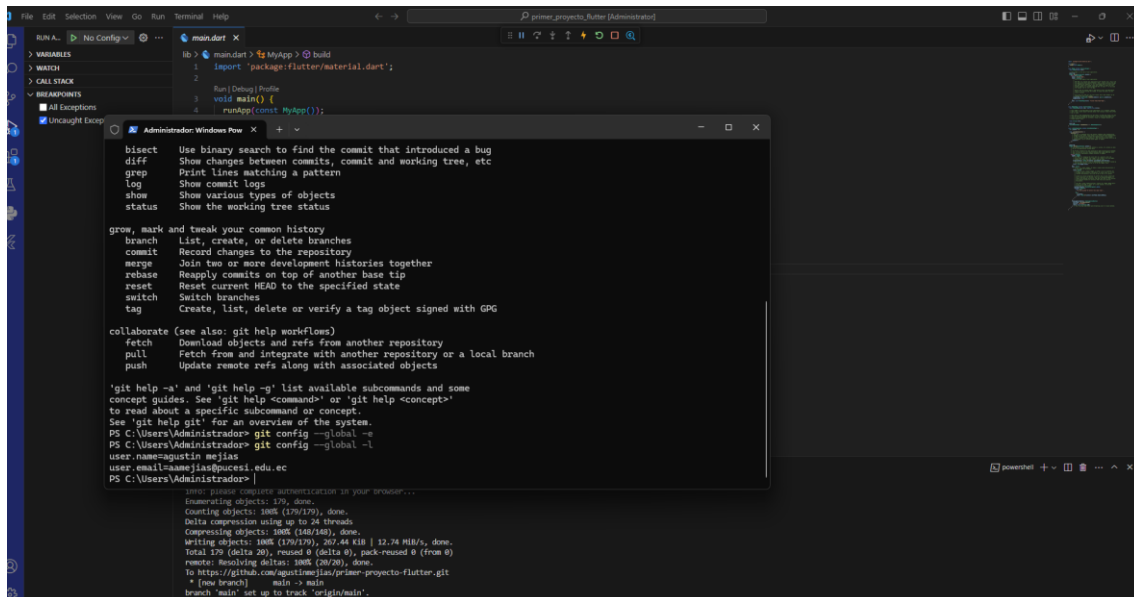 File Edit Selection View Go Run Terminal Help
primer_proyecto_flutter [Administrador]
RUN A... No Config
main.dart
VARIABLES
WATCH
CALL STACK
BREAKPOINTS
All Exceptions
Uncaught Excep
lib > main.dart > MyApp > build
1 import 'package:flutter/material.dart';
2
Run | Debug | Profile
3 void main() {
4 runApp(const MyApp());
Administrador: Windows Pow
bisect Use binary search to find the commit that introduced a bug
diff Show changes between commits, commit and working tree, etc
grep Print lines matching a pattern
log Show commit logs
show Show various types of objects
status Show the working tree status
grow, mark and tweak your common history
branch List, create, or delete branches
commit Record changes to the repository
merge Join two or more development histories together
rebase Reapply commits on top of another base tip
reset Reset current HEAD to the specified state
switch Switch branches
tag Create, list, delete or verify a tag object signed with GPG
collaborate (see also: git help workflows)
fetch Download objects and refs from another repository
pull Fetch from and integrate with another repository or a local branch
push Update remote refs along with associated objects
'git help -a' and 'git help -g' list available subcommands and some
concept guides. See 'git help <command>' or 'git help <concept>'
to read about a specific subcommand or concept.
See 'git help git' for an overview of the system.
PS C:\Users\Administrador> git config --global -e
PS C:\Users\Administrador> git config --global -l
user.name=agustin mejias
user.email=aamejias@pucesi.edu.ec
PS C:\Users\Administrador>
powershell
info: please complete authentication in your browser...
Enumerating objects: 179, done.
Counting objects: 100% (179/179), done.
Delta compression using up to 24 threads
Compressing objects: 100% (148/148), done.
Writing objects: 100% (179/179), 267.44 KiB | 12.74 MiB/s, done.
Total 179 (delta 20), reused 0 (delta 0), pack-reused 0 (from 0)
remote: Resolving deltas: 100% (20/20), done.
To https://github.com/agustinmejias/primer-proyecto-flutter.git
* [new branch] main -> main
branch 'main' set up to track 'origin/main'.